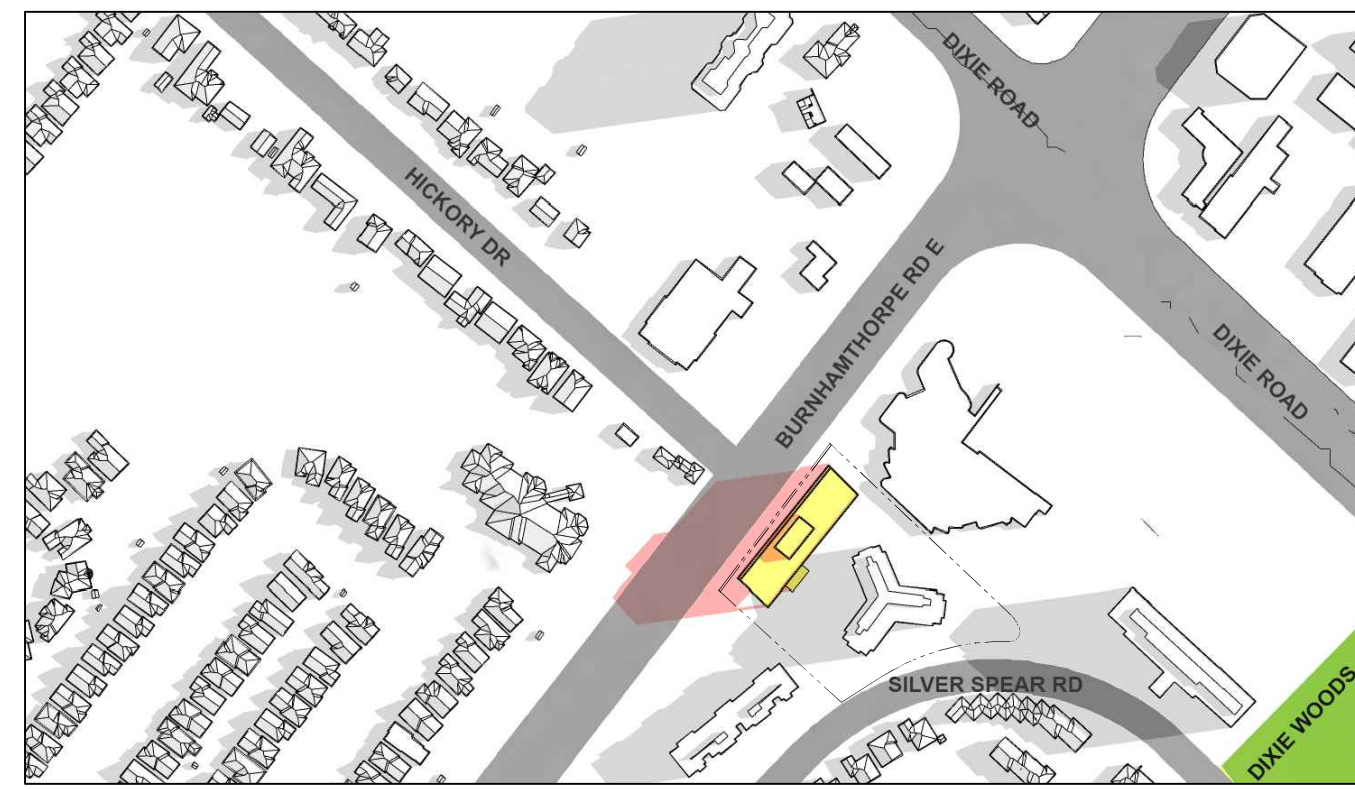 DIXIE ROAD
HICKORY DR
BURNHAMTHORPE RD E
DIXIE ROAD
SILVER SPEAR RD
DIXIE WOODS